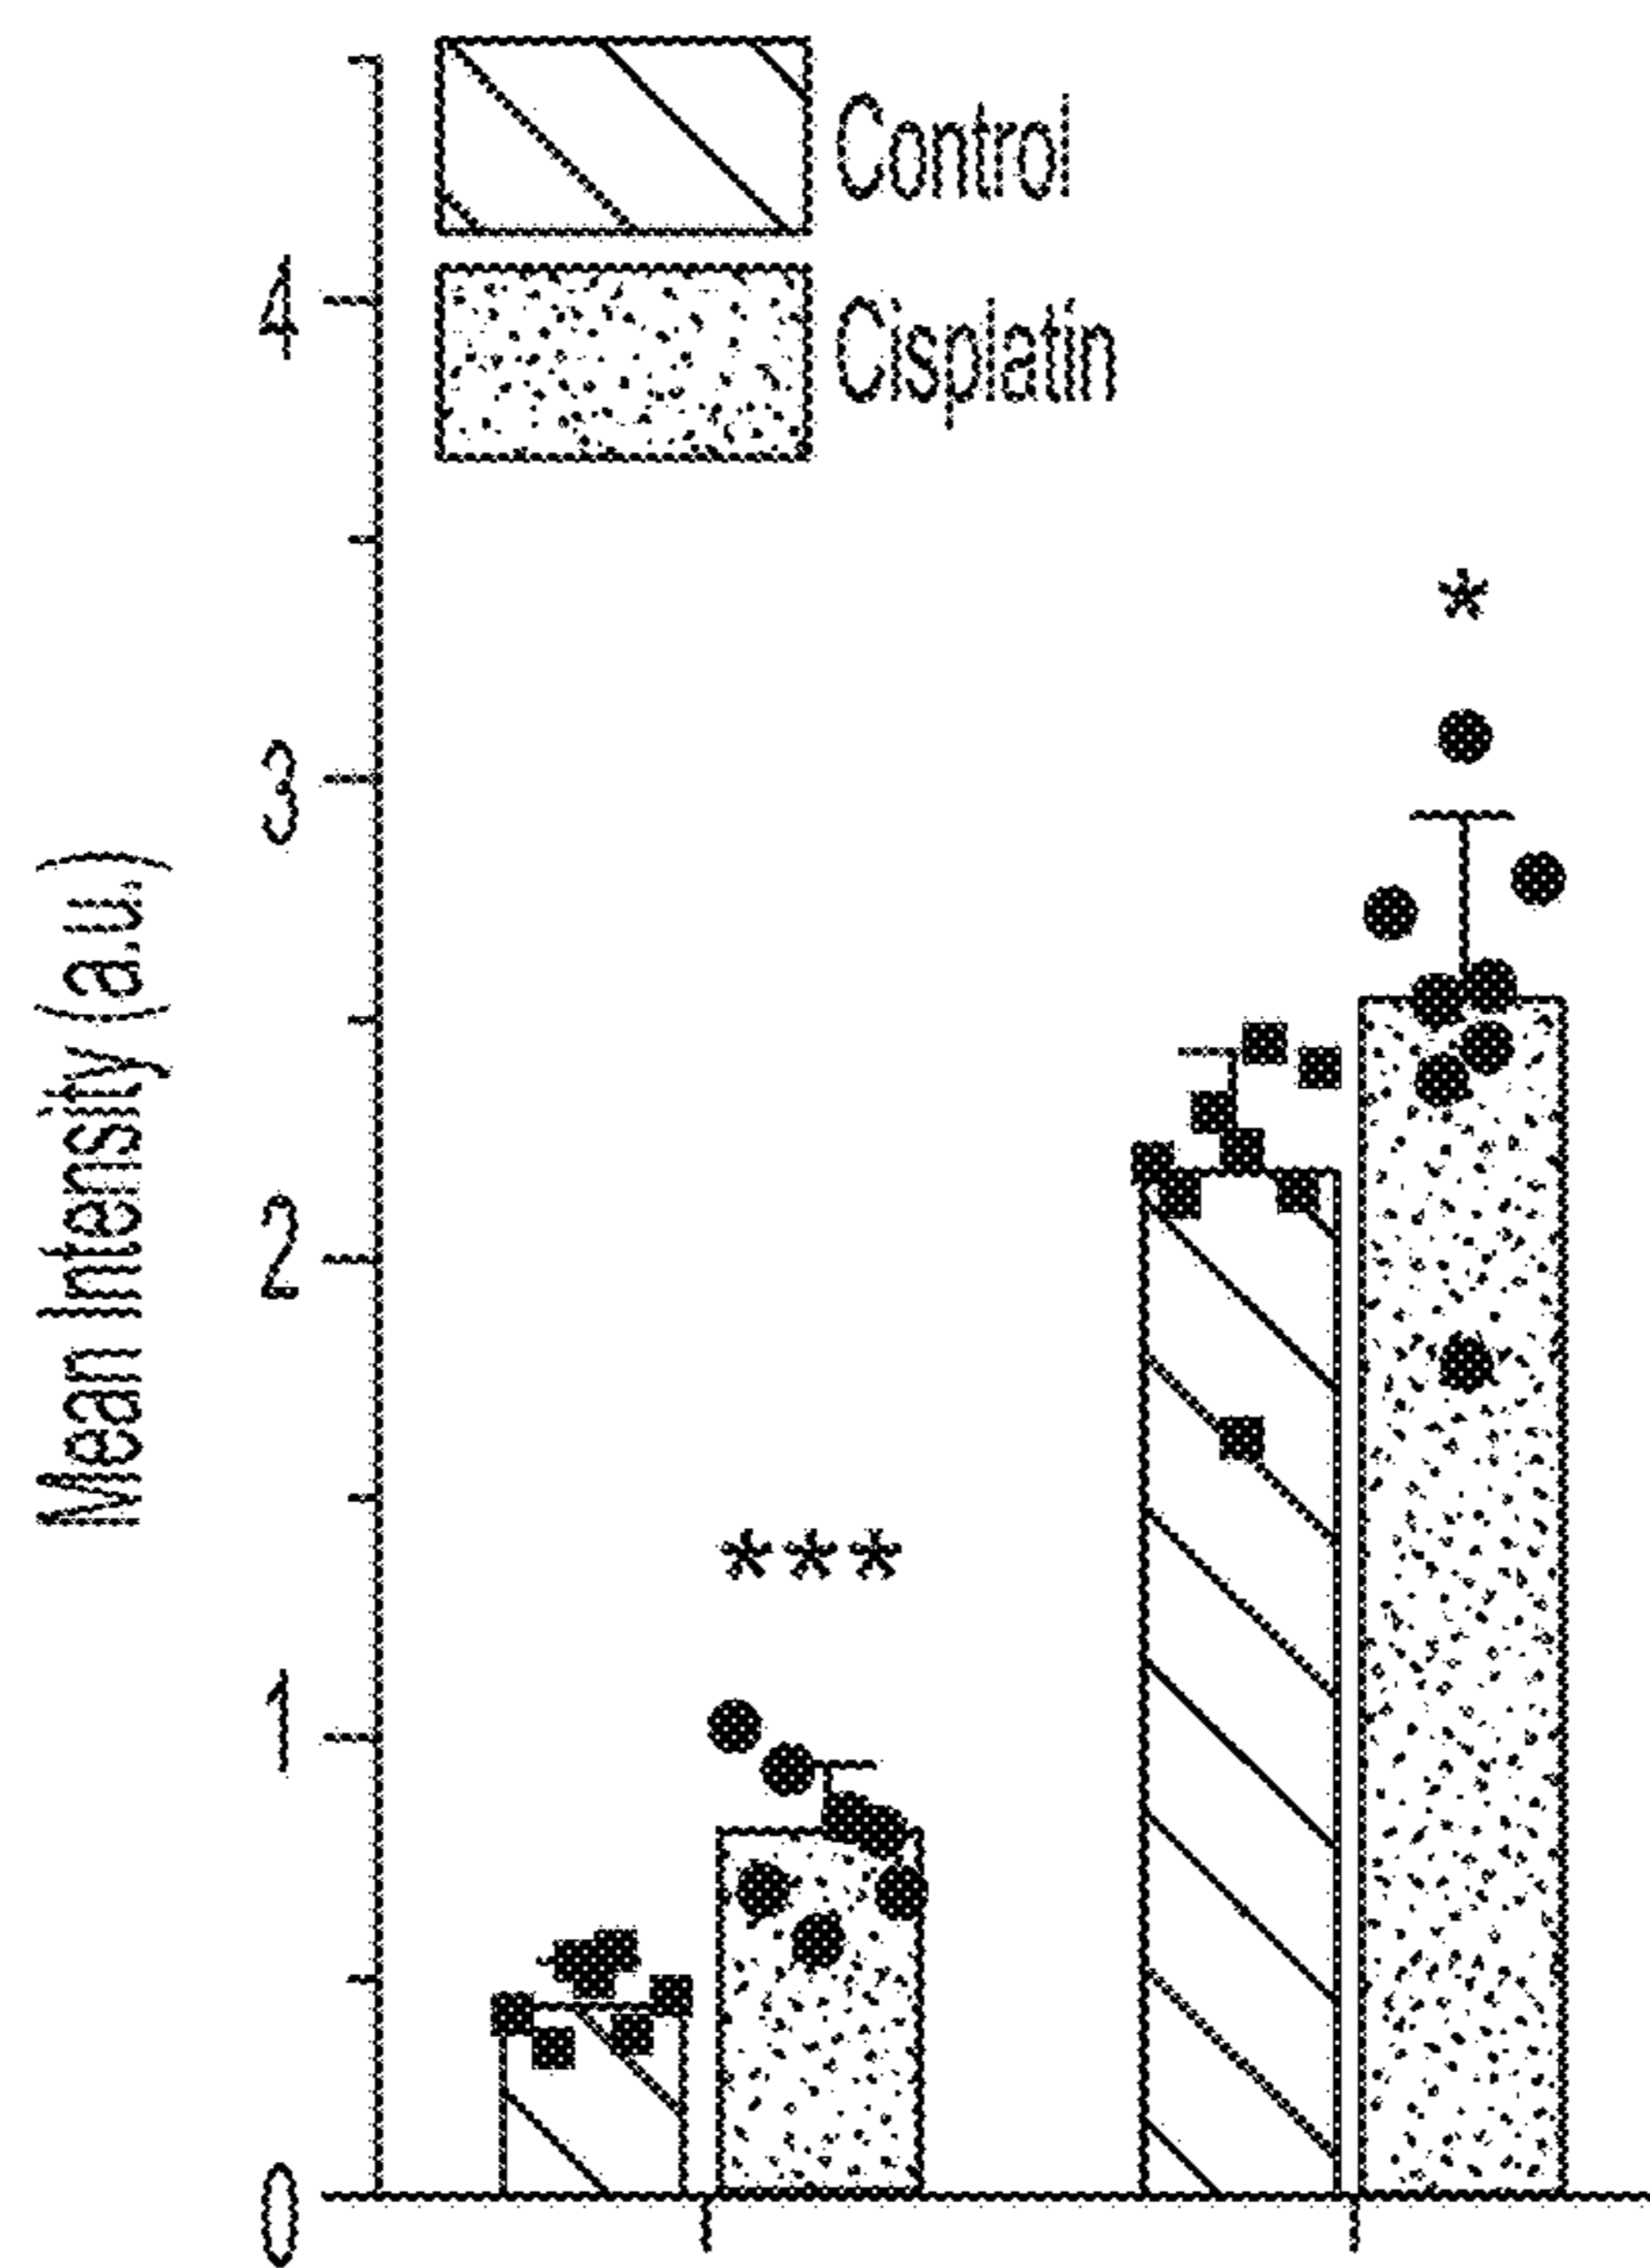 Control
Cisplatin
Mean Intensity (a.u.)
4
3
2
1
0
*
***